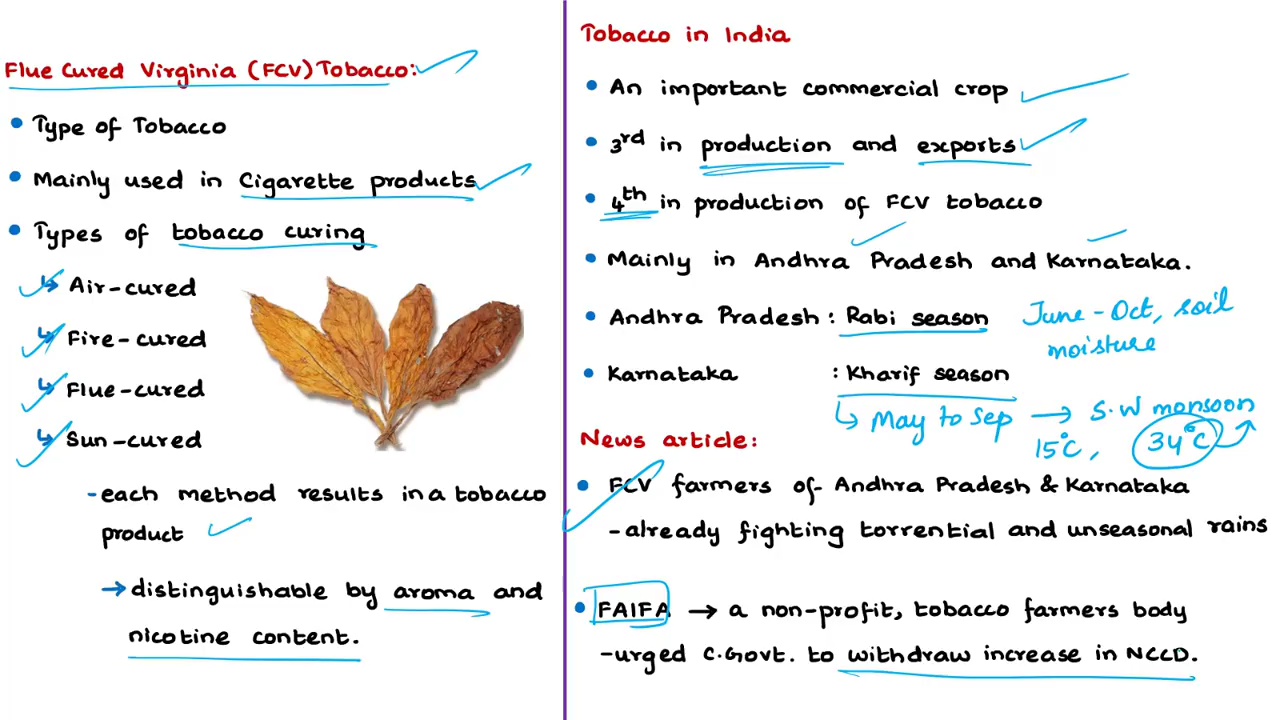 Flue Cured Virginia (FCV) Tobacco:
• Type of Tobacco
• Mainly used in Cigarette products
• Types of tobacco curing
↳ Air-cured
↳ Fire-cured
↳ Flue-cured
↳ Sun-cured
-each method results in a tobacco
product
→ distinguishable by aroma and
nicotine content.
Tobacco in India
• An important commercial crop
• 3rd in production and exports
• 4th in production of FCV tobacco
• Mainly in Andhra Pradesh and Karnataka.
• Andhra Pradesh : Rabi season June - Oct, soil
moisture
• Karnataka : Kharif season
↳ May to Sep → S.W monsoon
15°C, 34°C
News article:
• FCV farmers of Andhra Pradesh & Karnataka
-already fighting torrential and unseasonal rains
• FAIFA → a non-profit, tobacco farmers body
-urged C.Govt. to withdraw increase in NCCD.